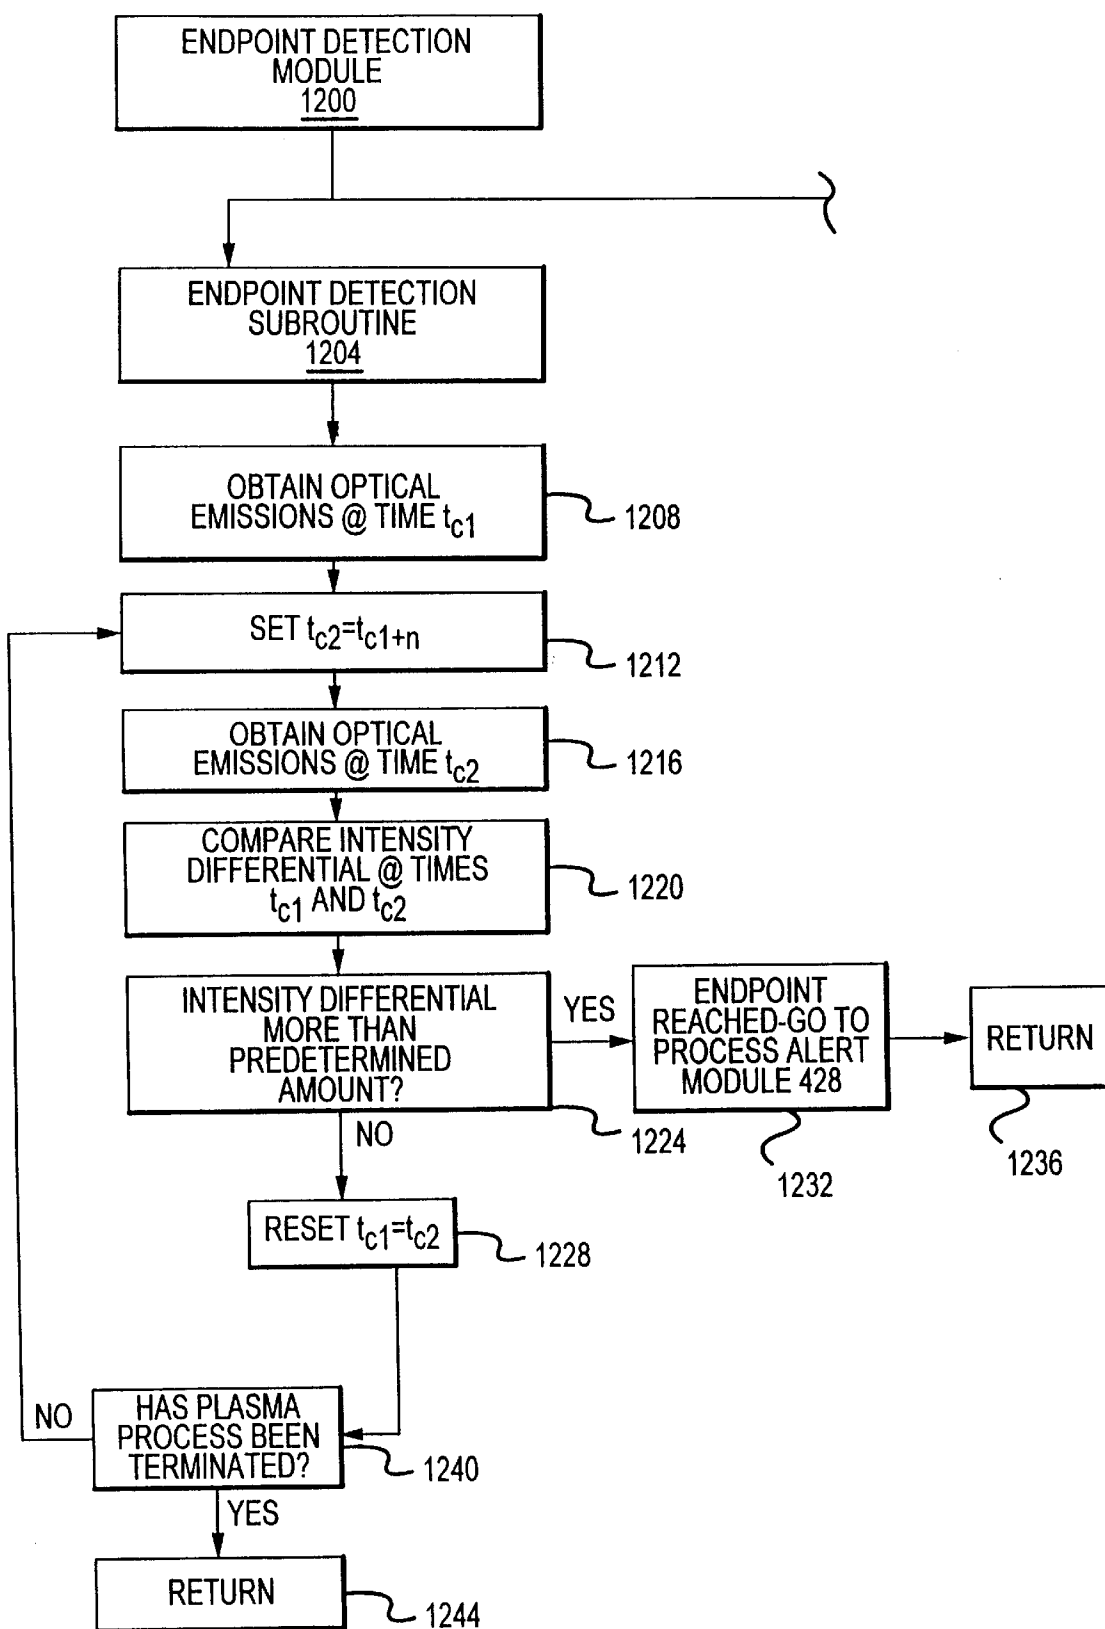 ENDPOINT DETECTION
MODULE
1200
ENDPOINT DETECTION
SUBROUTINE
1204
OBTAIN OPTICAL
EMISSIONS @ TIME tc1
1208
SET tc2=tc1+n
1212
OBTAIN OPTICAL
EMISSIONS @ TIME tc2
1216
COMPARE INTENSITY
DIFFERENTIAL @ TIMES
tc1 AND tc2
1220
INTENSITY DIFFERENTIAL
MORE THAN
PREDETERMINED
AMOUNT?
1224
YES
ENDPOINT
REACHED-GO TO
PROCESS ALERT
MODULE 428
1232
RETURN
1236
NO
RESET tc1=tc2
1228
HAS PLASMA
PROCESS BEEN
TERMINATED?
1240
NO
YES
RETURN
1244